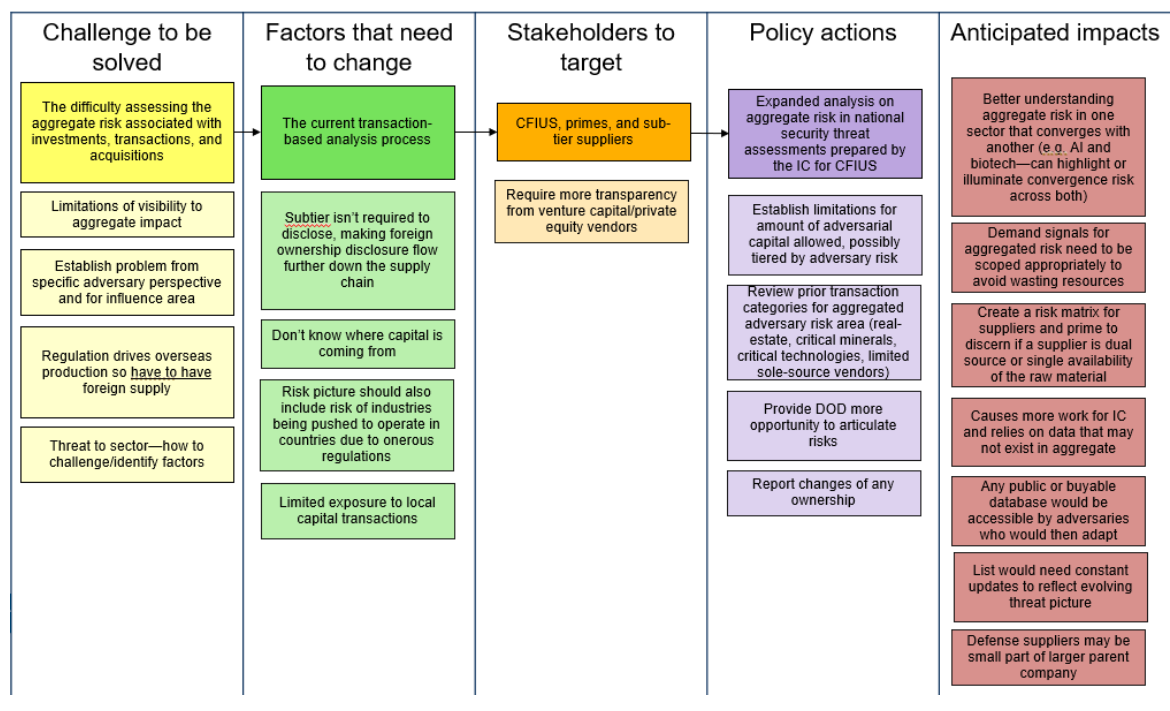 Challenge to be
solved
Factors that need
to change
Stakeholders to
target
Policy actions
Anticipated impacts
The difficulty assessing the
aggregate risk associated with
investments, transactions, and
acquisitions
Limitations of visibility to
aggregate impact
Establish problem from
specific adversary perspective
and for influence area
Regulation drives overseas
production so have to have
foreign supply
Threat to sector—how to
challenge/identify factors
The current transaction-
based analysis process
Subtier isn't required to
disclose, making foreign
ownership disclosure flow
further down the supply
chain
Don't know where capital is
coming from
Risk picture should also
include risk of industries
being pushed to operate in
countries due to onerous
regulations
Limited exposure to local
capital transactions
CFIUS, primes, and sub-
tier suppliers
Require more transparency
from venture capital/private
equity vendors
Expanded analysis on
aggregate risk in national
security threat
assessments prepared by
the IC for CFIUS
Establish limitations for
amount of adversarial
capital allowed, possibly
tiered by adversary risk
Review prior transaction
categories for aggregated
adversary risk area (real-
estate, critical minerals,
critical technologies, limited
sole-source vendors)
Provide DOD more
opportunity to articulate
risks
Report changes of any
ownership
Better understanding
aggregate risk in one
sector that converges with
another (e.g. AI and
biotech—can highlight or
illuminate convergence risk
across both)
Demand signals for
aggregated risk need to be
scoped appropriately to
avoid wasting resources
Create a risk matrix for
suppliers and prime to
discern if a supplier is dual
source or single availability
of the raw material
Causes more work for IC
and relies on data that may
not exist in aggregate
Any public or buyable
database would be
accessible by adversaries
who would then adapt
List would need constant
updates to reflect evolving
threat picture
Defense suppliers may be
small part of larger parent
company